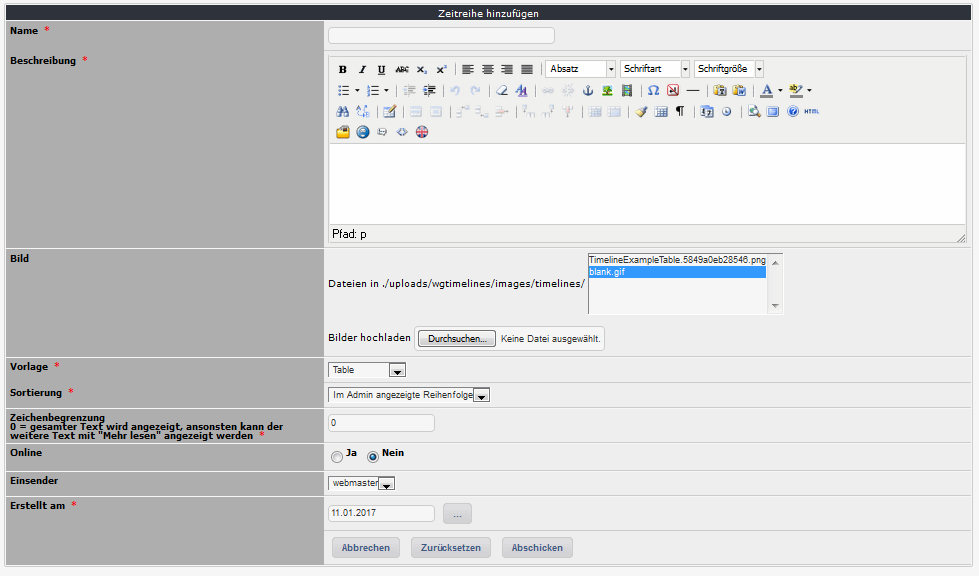 Zeitreihe hinzufügen
Name *
Beschreibung *
B I U ABC x₂ x² Absatz Schriftart Schriftgröße
Ω A ab
¶ HTML
Pfad: p
Bild
TimelineExampleTable.5849a0eb28546.png
Dateien in ./uploads/wgtimelines/images/timelines/ blank.gif
Bilder hochladen Durchsuchen... Keine Datei ausgewählt.
Vorlage * Table
Sortierung * Im Admin angezeigte Reihenfolge
Zeichenbegrenzung
0 = gesamter Text wird angezeigt, ansonsten kann der
weitere Text mit "Mehr lesen" angezeigt werden * 0
Online Ja Nein
Einsender webmaster
Erstellt am * 11.01.2017 ...
Abbrechen Zurücksetzen Abschicken